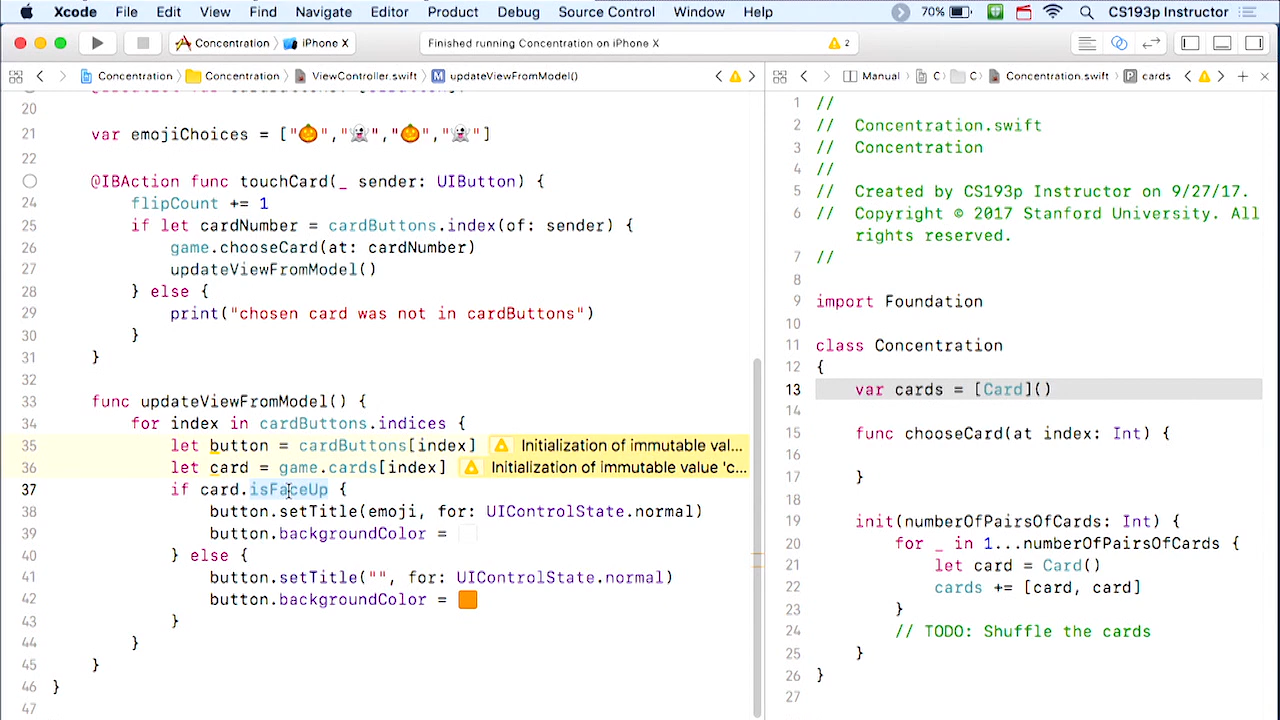 Xcode File Edit View Find Navigate Editor Product Debug Source Control Window Help 70% CS193p Instructor
Concentration iPhone X Finished running Concentration on iPhone X 2
Concentration Concentration ViewController.swift M updateViewFromModel()
20
21 var emojiChoices = ["🎃","👻","🎃","👻"]
22
@IBAction func touchCard(_ sender: UIButton) {
24 flipCount += 1
25 if let cardNumber = cardButtons.index(of: sender) {
26 game.chooseCard(at: cardNumber)
27 updateViewFromModel()
28 } else {
29 print("chosen card was not in cardButtons")
30 }
31 }
32
33 func updateViewFromModel() {
34 for index in cardButtons.indices {
35 let button = cardButtons[index] Initialization of immutable val...
36 let card = game.cards[index] Initialization of immutable value 'c...
37 if card.isFaceUp {
38 button.setTitle(emoji, for: UIControlState.normal)
39 button.backgroundColor =
40 } else {
41 button.setTitle("", for: UIControlState.normal)
42 button.backgroundColor =
43 }
44 }
45 }
46 }
47
Manual C C Concentration.swift P cards
1 //
2 // Concentration.swift
3 // Concentration
4 //
5 // Created by CS193p Instructor on 9/27/17.
6 // Copyright © 2017 Stanford University. All
rights reserved.
7 //
8
9 import Foundation
10
11 class Concentration
12 {
13 var cards = [Card]()
14
15 func chooseCard(at index: Int) {
16
17 }
18
19 init(numberOfPairsOfCards: Int) {
20 for _ in 1...numberOfPairsOfCards {
21 let card = Card()
22 cards += [card, card]
23 }
24 // TODO: Shuffle the cards
25 }
26 }
27